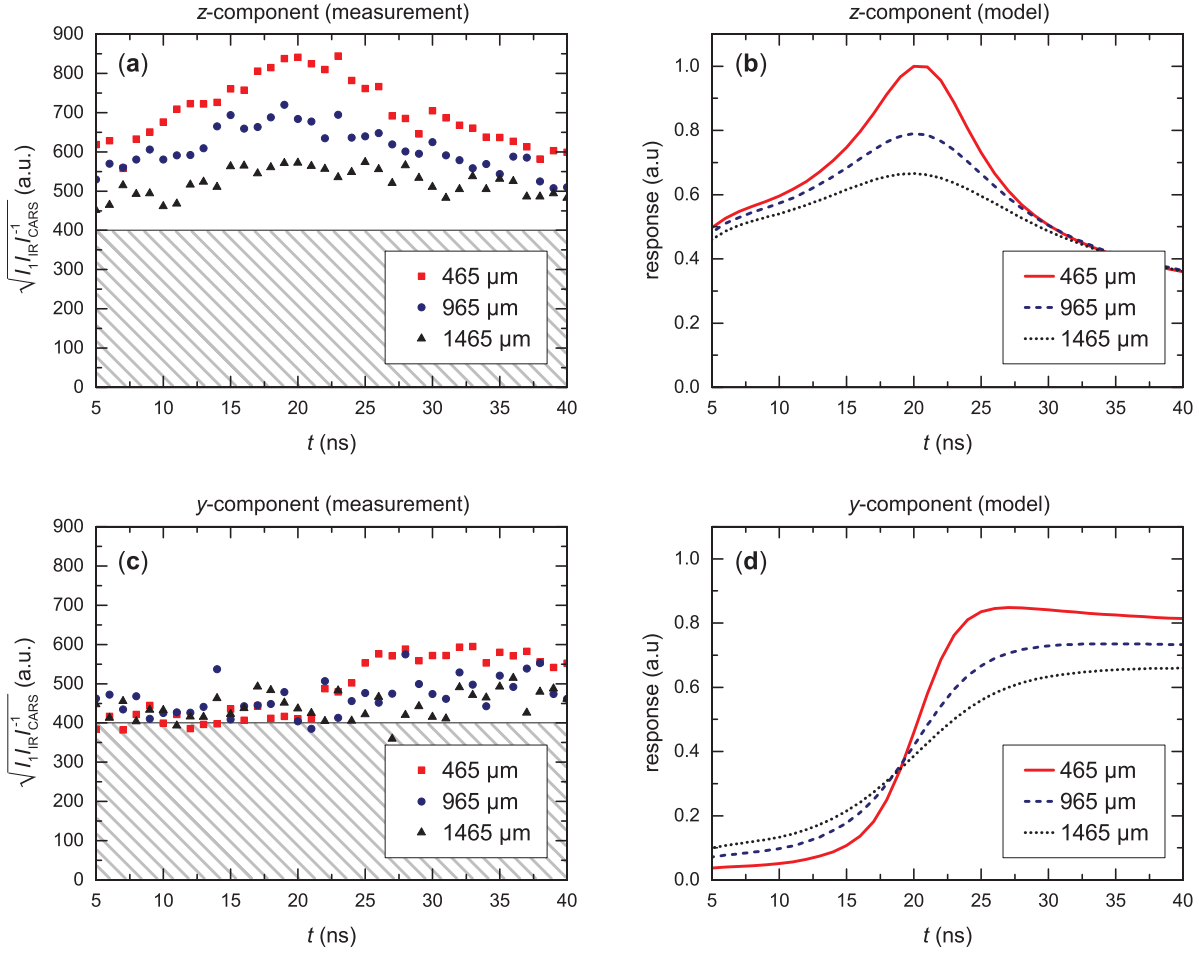 z-component (measurement)
(a)
900
800
700
600
500
400
300
200
100
0
√I₁I_IR I⁻¹_CARS (a.u.)
465 µm
965 µm
1465 µm
5 10 15 20 25 30 35 40
t (ns)
z-component (model)
(b)
1.0
0.8
0.6
0.4
0.2
0.0
response (a.u)
465 µm
965 µm
1465 µm
5 10 15 20 25 30 35 40
t (ns)
y-component (measurement)
(c)
900
800
700
600
500
400
300
200
100
0
√I₁I_IR I⁻¹_CARS (a.u.)
465 µm
965 µm
1465 µm
5 10 15 20 25 30 35 40
t (ns)
y-component (model)
(d)
1.0
0.8
0.6
0.4
0.2
0.0
response (a.u)
465 µm
965 µm
1465 µm
5 10 15 20 25 30 35 40
t (ns)